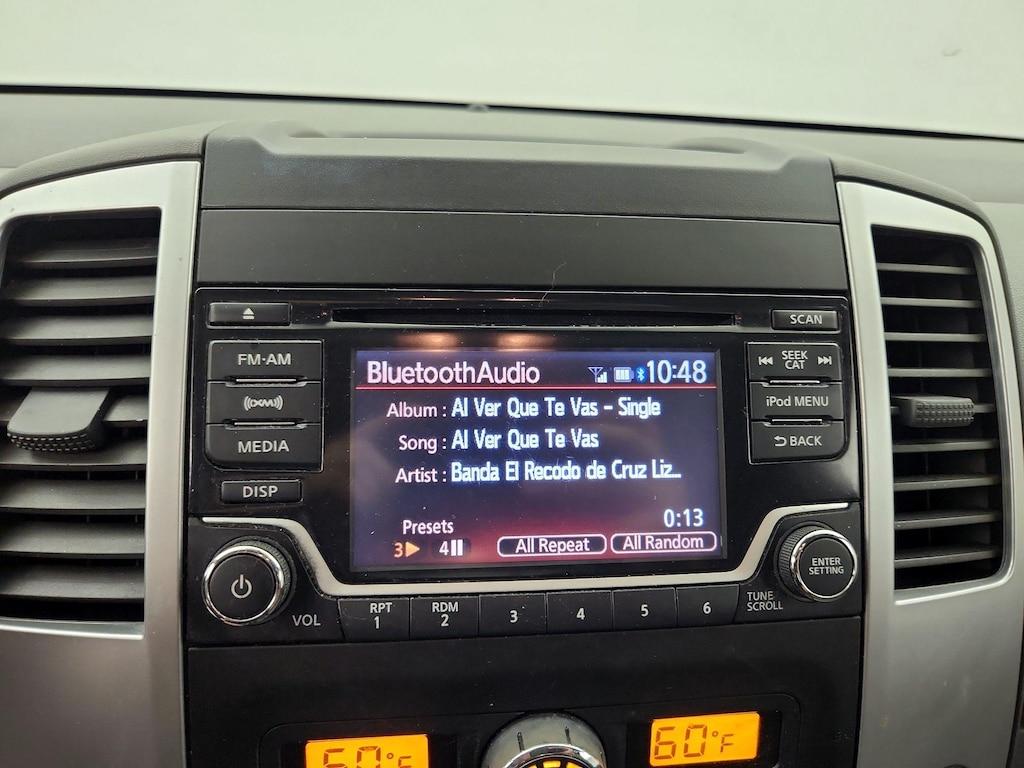 SCAN
FM·AM
XM
MEDIA
DISP
VOL
BluetoothAudio 10:48
Album : Al Ver Que Te Vas - Single
Song : Al Ver Que Te Vas
Artist : Banda El Recodo de Cruz Liz...
0:13
Presets
3 4 All Repeat All Random
SEEK
CAT
iPod MENU
BACK
ENTER
SETTING
TUNE
SCROLL
RPT
1
RDM
2
3
4
5
6
60°F
60°F